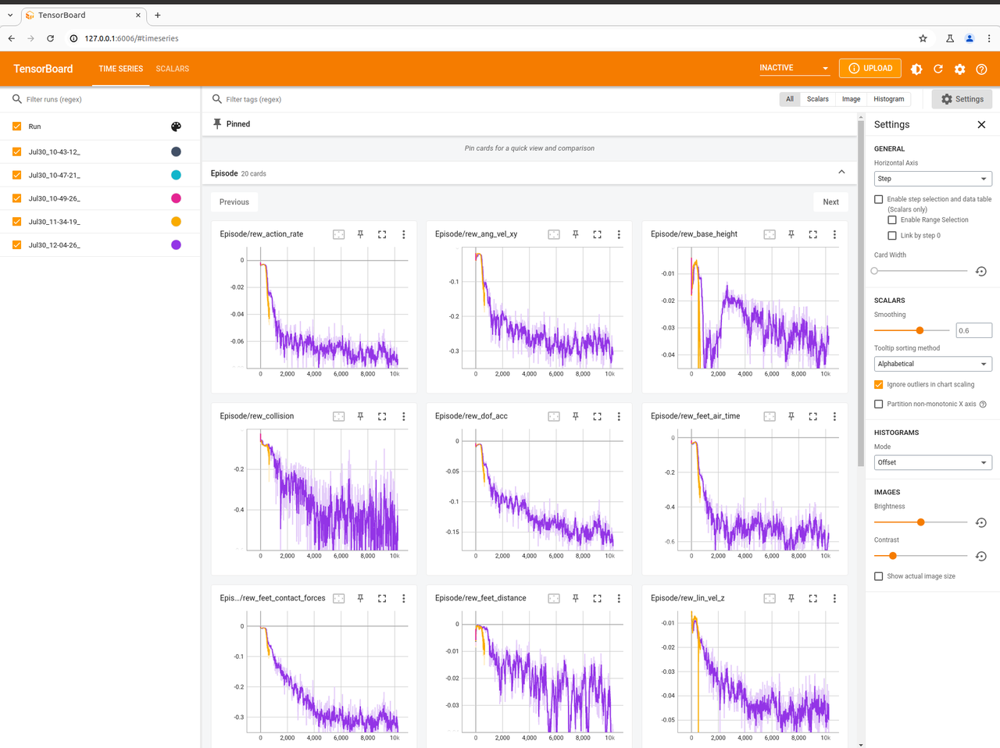 TensorBoard
127.0.0.1:6006/#timeseries
TensorBoard TIME SERIES SCALARS INACTIVE UPLOAD
Filter runs (regex)
Run
Jul30_10-43-12_
Jul30_10-47-21_
Jul30_10-49-26_
Jul30_11-34-19_
Jul30_12-04-26_
Filter tags (regex) All Scalars Image Histogram Settings
Pinned
Pin cards for a quick view and comparison
Episode 20 cards
Previous Next
Episode/rew_action_rate
0
-0.02
-0.04
-0.06
0 2,000 4,000 6,000 8,000 10k
Episode/rew_ang_vel_xy
-0.1
-0.2
-0.3
0 2,000 4,000 6,000 8,000 10k
Episode/rew_base_height
-0.01
-0.02
-0.03
-0.04
0 2,000 4,000 6,000 8,000 10k
Episode/rew_collision
-0.2
-0.4
0 2,000 4,000 6,000 8,000 10k
Episode/rew_dof_acc
0
-0.05
-0.1
-0.15
0 2,000 4,000 6,000 8,000 10k
Episode/rew_feet_air_time
0
-0.2
-0.4
-0.6
0 2,000 4,000 6,000 8,000 10k
Epis.../rew_feet_contact_forces
0
-0.1
-0.2
-0.3
0 2,000 4,000 6,000 8,000 10k
Episode/rew_feet_distance
0
-0.01
-0.02
-0.03
0 2,000 4,000 6,000 8,000 10k
Episode/rew_lin_vel_z
-0.01
-0.02
-0.03
-0.04
-0.05
0 2,000 4,000 6,000 8,000 10k
Settings
GENERAL
Horizontal Axis
Step
Enable step selection and data table
(Scalars only)
Enable Range Selection
Link by step 0
Card Width
SCALARS
Smoothing
0.6
Tooltip sorting method
Alphabetical
Ignore outliers in chart scaling
Partition non-monotonic X axis
HISTOGRAMS
Mode
Offset
IMAGES
Brightness
Contrast
Show actual image size